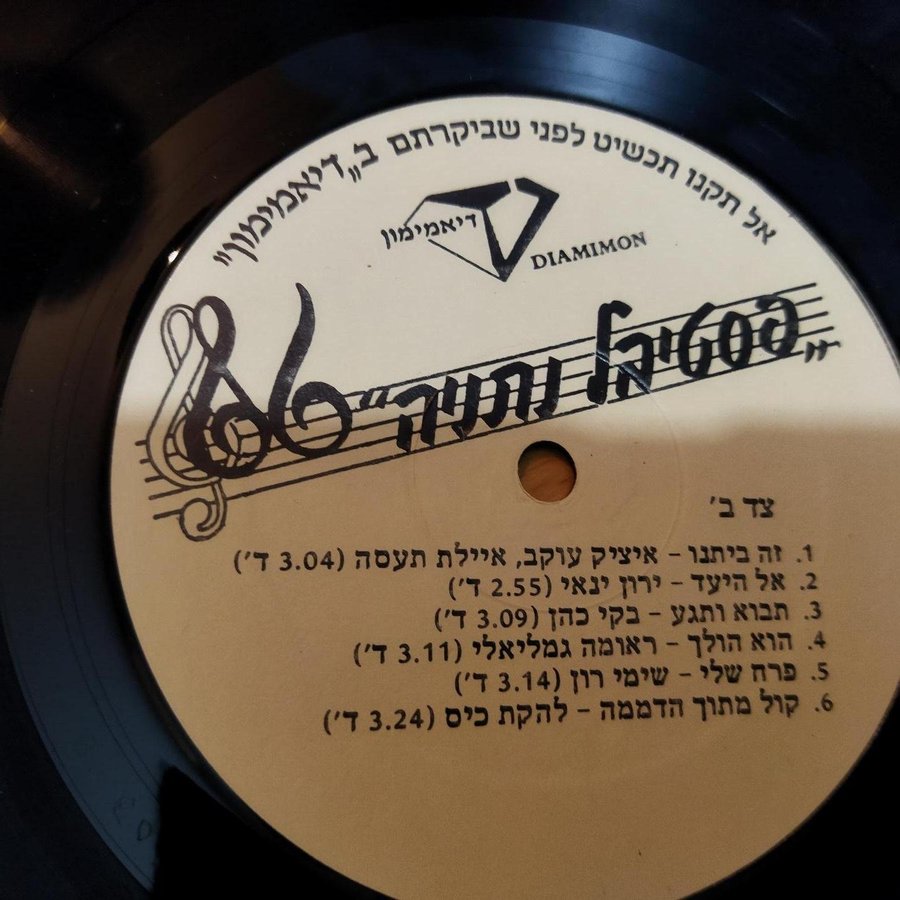 אל תקנו תכשיט לפני שביקרתם ב„דיאמימון”
דיאמימון
DIAMIMON
„פסטיבל נתניה”
צד ב'
1. זה ביתנו - איציק עוקב, איילת תעסה (3.04 ד')
2. אל היעד - ירון ינאי (2.55 ד')
3. תבוא ותגע - בקי כהן (3.09 ד')
4. הוא הולך - ראומה גמליאלי (3.11 ד')
5. פרח שלי - שימי רון (3.14 ד')
6. קול מתוך הדממה - להקת כיס (3.24 ד')